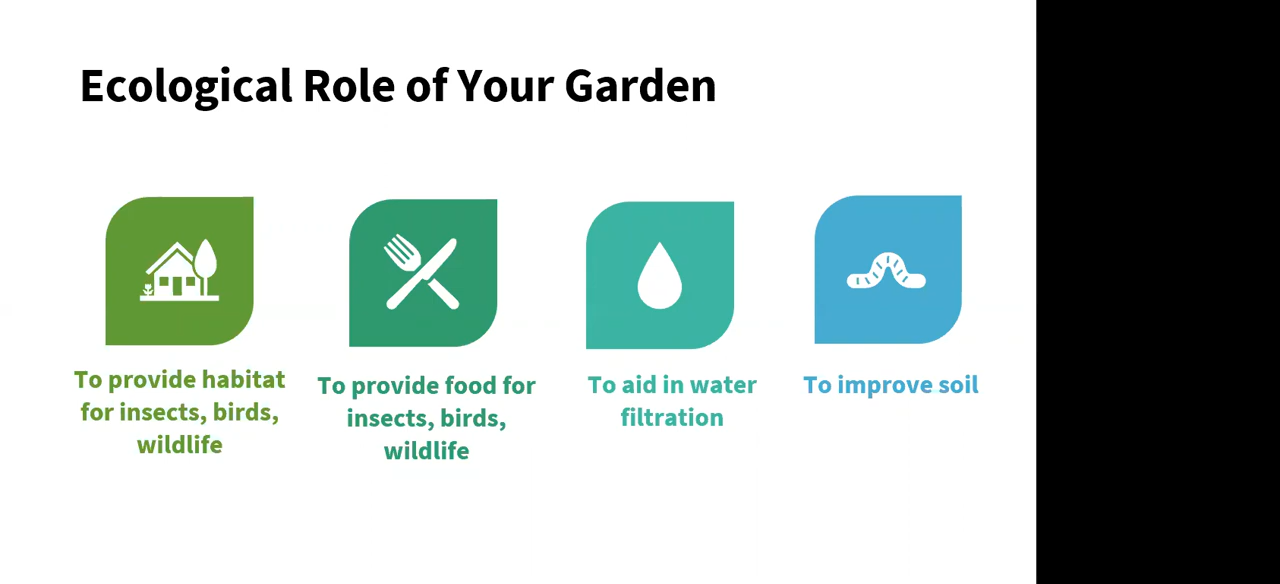 Ecological Role of Your Garden
To provide habitat
for insects, birds,
wildlife
To provide food for
insects, birds,
wildlife
To aid in water
filtration
To improve soil